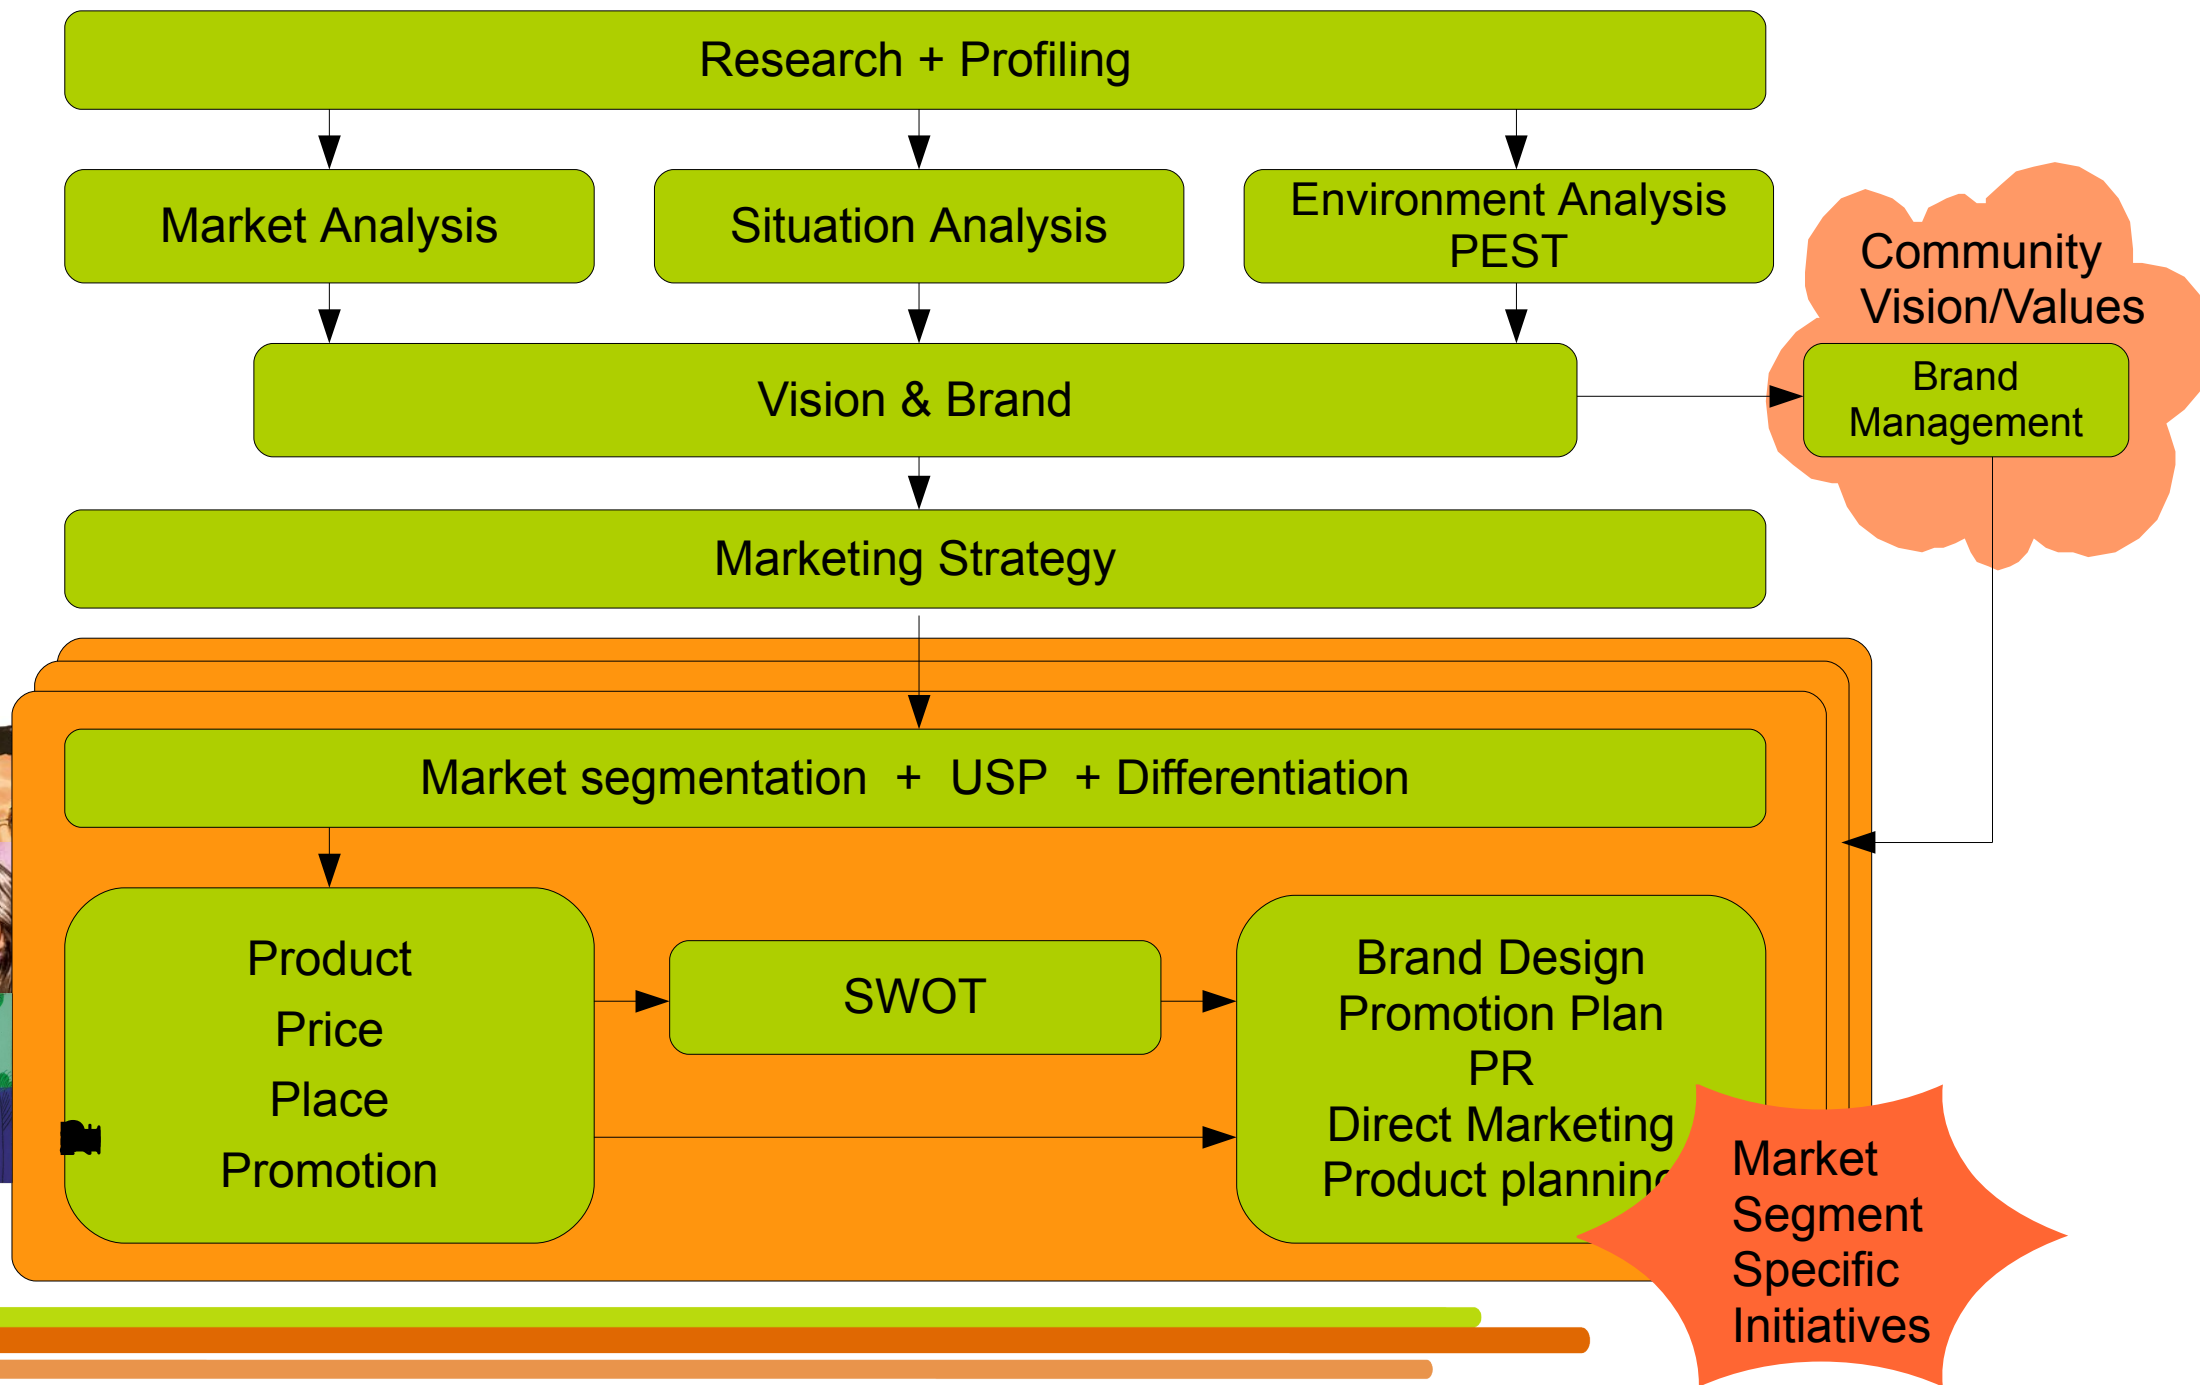 Research + Profiling
Market Analysis
Situation Analysis
Environment Analysis
PEST
Community
Vision/Values
Brand
Management
Vision & Brand
Marketing Strategy
Market segmentation + USP + Differentiation
Product
Price
Place
Promotion
SWOT
Brand Design
Promotion Plan
PR
Direct Marketing
Product planning
Market
Segment
Specific
Initiatives